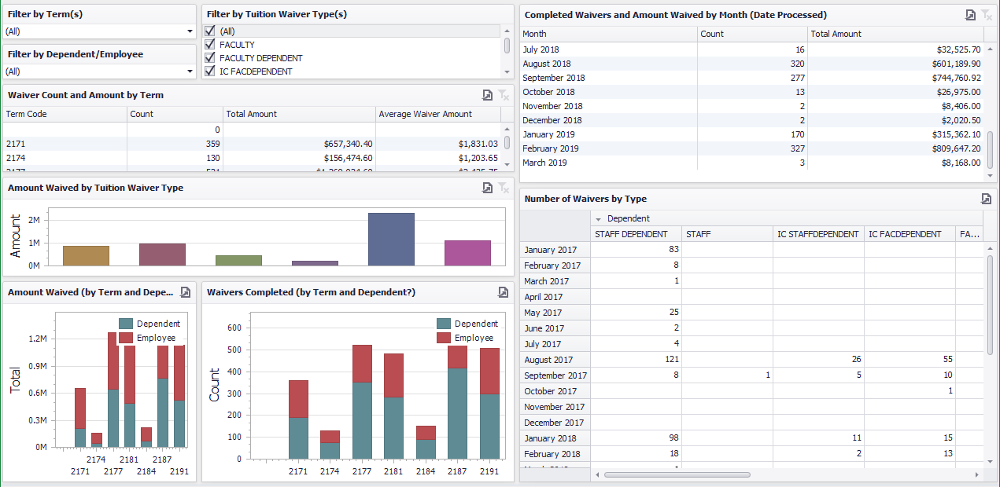 Filter by Term(s)
(All)
Filter by Dependent/Employee
(All)
Filter by Tuition Waiver Type(s)
(All)
FACULTY
FACULTY DEPENDENT
IC FACDEPENDENT
Waiver Count and Amount by Term
Term Code Count Total Amount Average Waiver Amount
0
2171 359 $657,340.40 $1,831.03
2174 130 $156,474.60 $1,203.65
Amount Waived by Tuition Waiver Type
Amount
2M
1M
0M
Amount Waived (by Term and Depe...
Total
1.2M
0.9M
0.6M
0.3M
0M
Dependent
Employee
2174 2181 2187
2171 2177 2184 2191
Waivers Completed (by Term and Dependent?)
Count
600
500
400
300
200
100
0
Dependent
Employee
2171 2174 2177 2181 2184 2187 2191
Completed Waivers and Amount Waived by Month (Date Processed)
Month Count Total Amount
July 2018 16 $32,525.70
August 2018 320 $601,189.90
September 2018 277 $744,760.92
October 2018 13 $26,975.00
November 2018 2 $8,406.00
December 2018 2 $2,020.50
January 2019 170 $315,362.10
February 2019 327 $809,647.20
March 2019 3 $8,168.00
Number of Waivers by Type
Dependent
STAFF DEPENDENT STAFF IC STAFFDEPENDENT IC FACDEPENDENT FA...
January 2017 83
February 2017 8
March 2017 1
April 2017
May 2017 25
June 2017 2
July 2017 4
August 2017 121 26 55
September 2017 8 1 5 10
October 2017 1
November 2017
December 2017
January 2018 98 11 15
February 2018 18 2 13